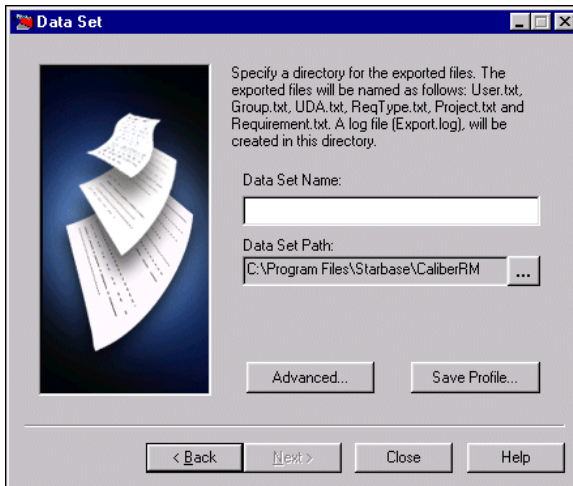 Data Set
Specify a directory for the exported files. The
exported files will be named as follows: User.txt,
Group.txt, UDA.txt, ReqType.txt, Project.txt and
Requirement.txt. A log file (Export.log), will be
created in this directory.
Data Set Name:
Data Set Path:
C:\Program Files\Starbase\CaliberRM
...
Advanced...
Save Profile...
< Back
Next >
Close
Help